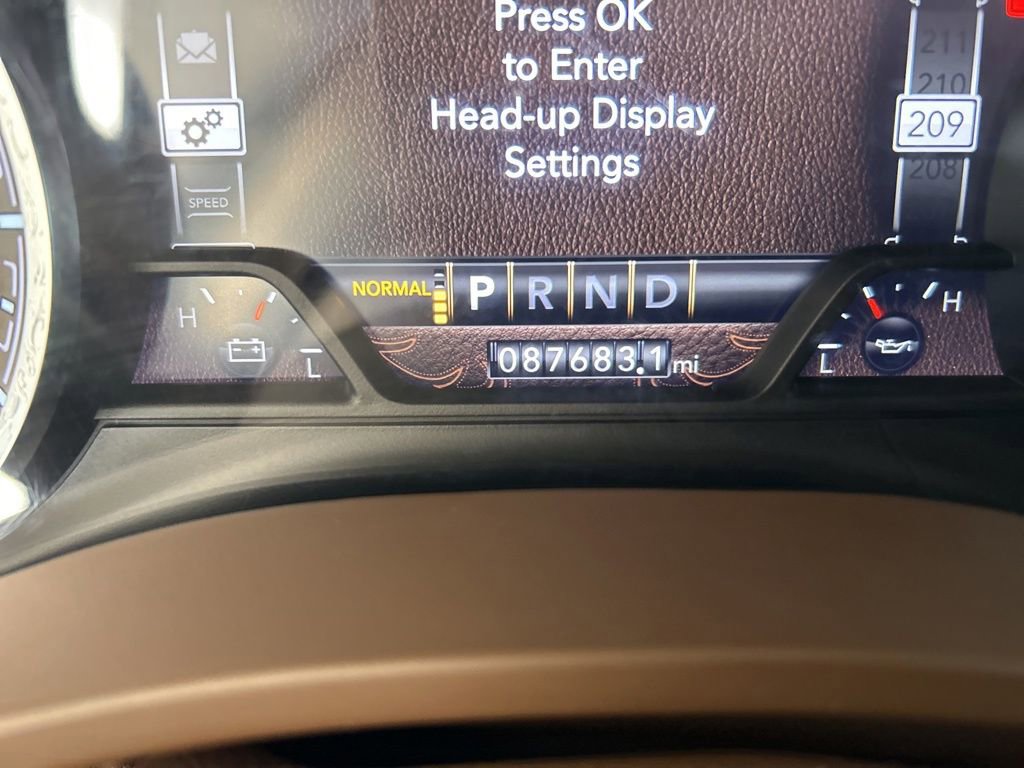 Press OK
to Enter
Head-up Display
Settings
211
210
209
208
SPEED
NORMAL P R N D
H
L
087683.1 mi
H
L